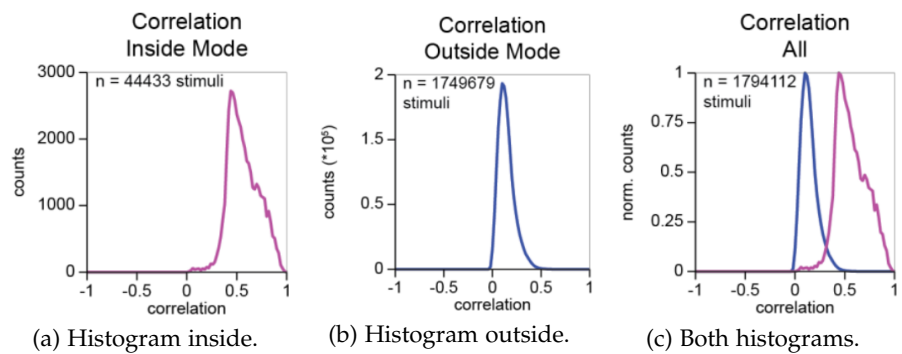 Correlation
Inside Mode
n = 44433 stimuli
3000
2000
1000
0
counts
-1 -0.5 0 0.5 1
correlation
(a) Histogram inside.
Correlation
Outside Mode
n = 1749679
stimuli
2
1.5
0.5
0
counts (*10⁵)
-1 -0.5 0 0.5 1
correlation
(b) Histogram outside.
Correlation
All
n = 1794112
stimuli
1
0.75
0.5
0.25
0
norm. counts
-1 -0.5 0 0.5 1
correlation
(c) Both histograms.